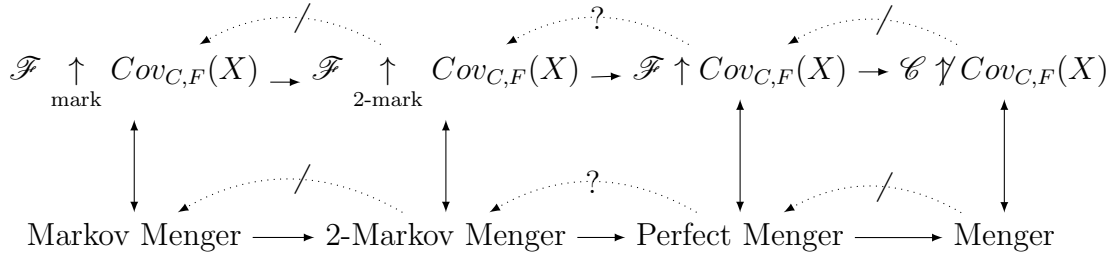 ?
ℱ ↑ mark Cov_{C,F}(X) → ℱ ↑ 2-mark Cov_{C,F}(X) → ℱ ↑ Cov_{C,F}(X) → 𝒞 ↑̸ Cov_{C,F}(X)
?
Markov Menger → 2-Markov Menger → Perfect Menger → Menger